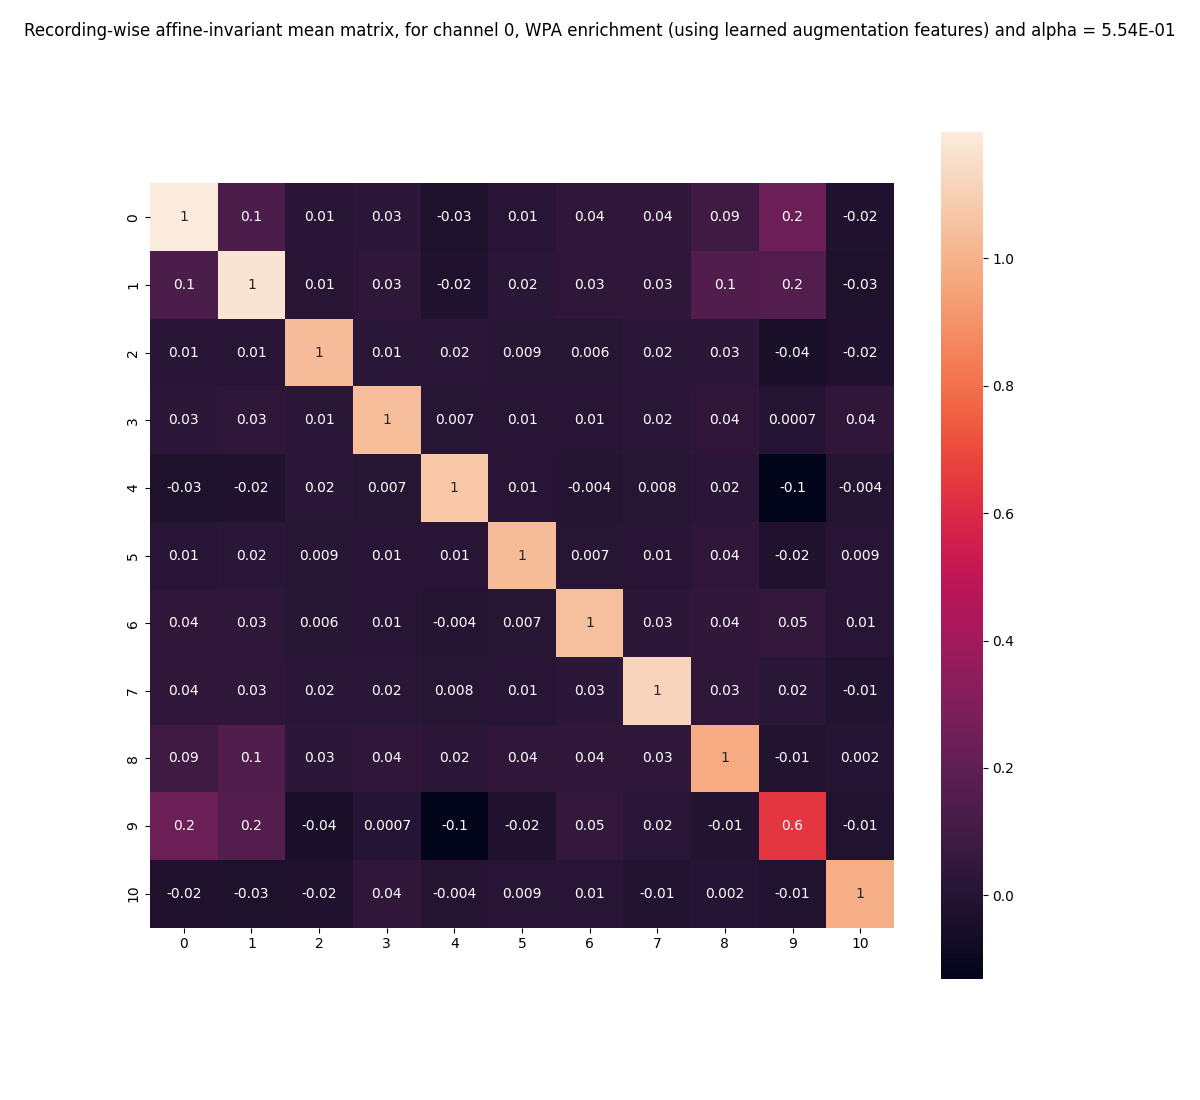 Recording-wise affine-invariant mean matrix, for channel 0, WPA enrichment (using learned augmentation features) and alpha = 5.54E-01
0 1 0.1 0.01 0.03 -0.03 0.01 0.04 0.04 0.09 0.2 -0.02
1 0.1 1 0.01 0.03 -0.02 0.02 0.03 0.03 0.1 0.2 -0.03
2 0.01 0.01 1 0.01 0.02 0.009 0.006 0.02 0.03 -0.04 -0.02
3 0.03 0.03 0.01 1 0.007 0.01 0.01 0.02 0.04 0.0007 0.04
4 -0.03 -0.02 0.02 0.007 1 0.01 -0.004 0.008 0.02 -0.1 -0.004
5 0.01 0.02 0.009 0.01 0.01 1 0.007 0.01 0.04 -0.02 0.009
6 0.04 0.03 0.006 0.01 -0.004 0.007 1 0.03 0.04 0.05 0.01
7 0.04 0.03 0.02 0.02 0.008 0.01 0.03 1 0.03 0.02 -0.01
8 0.09 0.1 0.03 0.04 0.02 0.04 0.04 0.03 1 -0.01 0.002
9 0.2 0.2 -0.04 0.0007 -0.1 -0.02 0.05 0.02 -0.01 0.6 -0.01
10 -0.02 -0.03 -0.02 0.04 -0.004 0.009 0.01 -0.01 0.002 -0.01 1
0 1 2 3 4 5 6 7 8 9 10
1.0
0.8
0.6
0.4
0.2
0.0